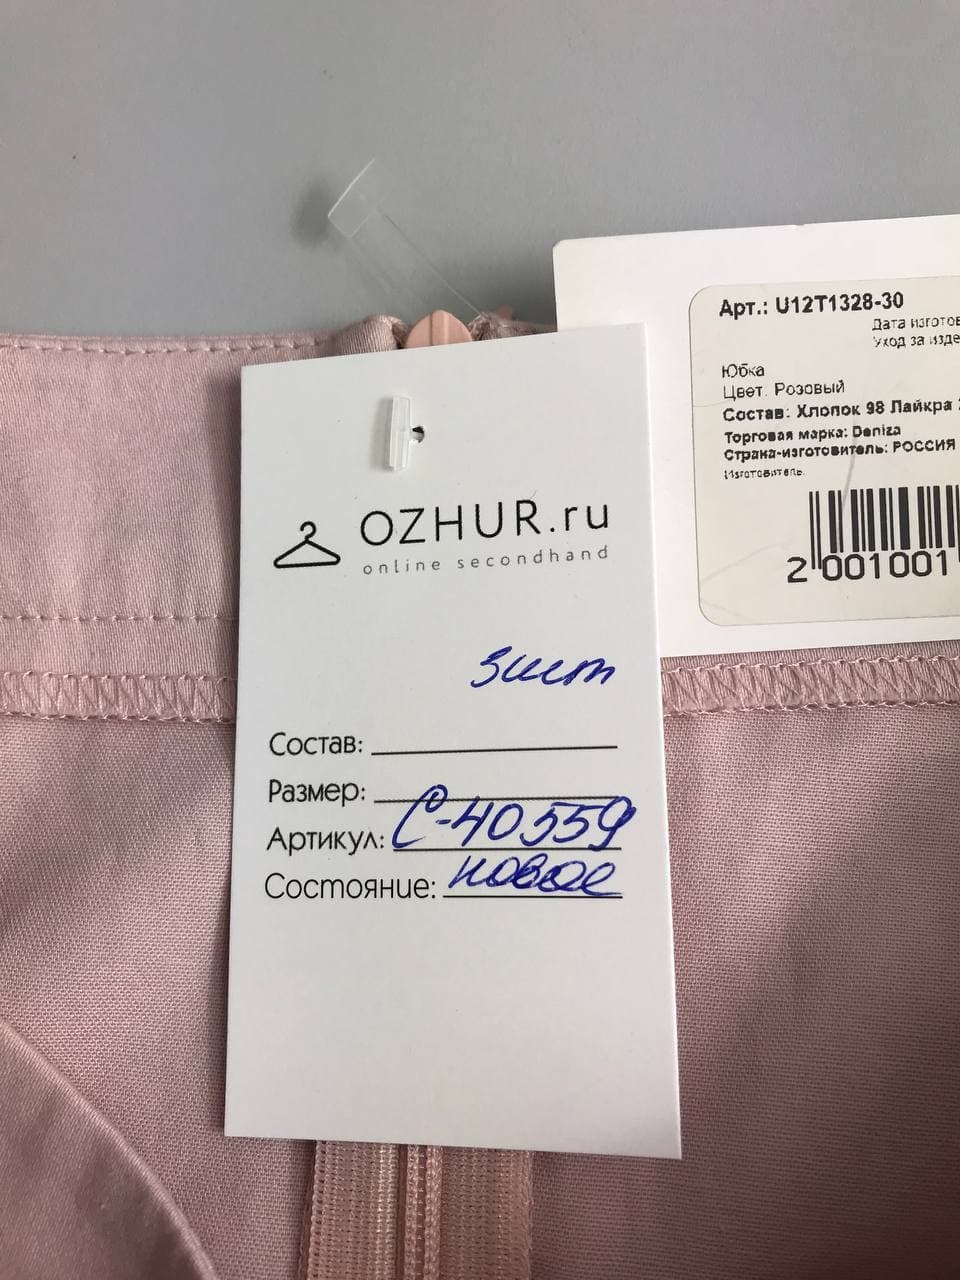 OZHUR.ru
online secondhand
3шт
Состав:
Размер:
Артикул: С-40559
Состояние: новое
Арт.: U12T1328-30
Дата изготов
Уход за изде
Юбка
Цвет. Розовый
Состав: Хлопок 98 Лайкра
Торговая марка: Deniza
Страна-изготовитель: РОССИЯ
Изготовитель.
2 001001